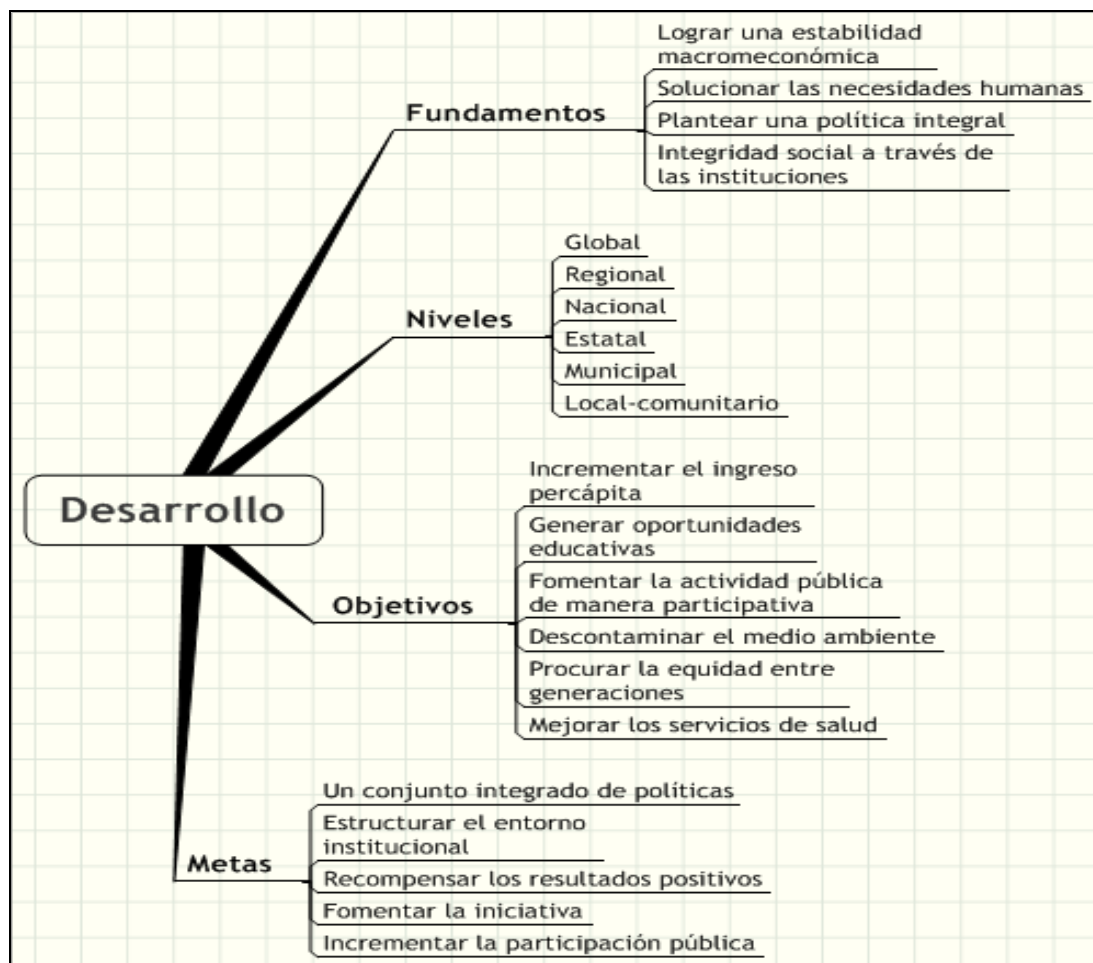 Lograr una estabilidad
macromeconómica
Solucionar las necesidades humanas
Fundamentos
Plantear una política integral
Integridad social a través de
las instituciones
Global
Regional
Nacional
Niveles
Estatal
Municipal
Local-comunitario
Desarrollo
Incrementar el ingreso
percápita
Generar oportunidades
educativas
Fomentar la actividad pública
de manera participativa
Objetivos
Descontaminar el medio ambiente
Procurar la equidad entre
generaciones
Mejorar los servicios de salud
Un conjunto integrado de políticas
Estructurar el entorno
institucional
Metas
Recompensar los resultados positivos
Fomentar la iniciativa
Incrementar la participación pública